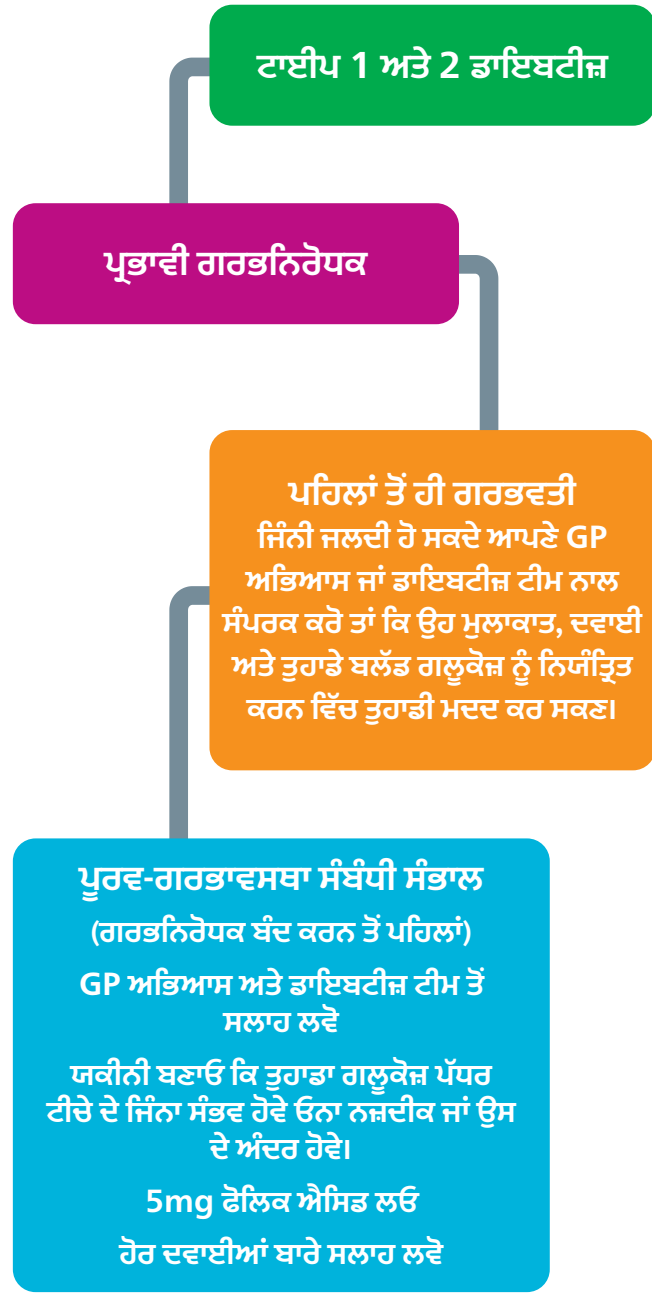 ਟਾਈਪ 1 ਅਤੇ 2 ਡਾਇਬਟੀਜ਼
ਪ੍ਰਭਾਵੀ ਗਰਭਨਿਰੋਧਕ
ਪਹਿਲਾਂ ਤੋਂ ਹੀ ਗਰਭਵਤੀ
ਜਿੰਨੀ ਜਲਦੀ ਹੋ ਸਕਦੇ ਆਪਣੇ GP
ਅਭਿਆਸ ਜਾਂ ਡਾਇਬਟੀਜ਼ ਟੀਮ ਨਾਲ
ਸੰਪਰਕ ਕਰੋ ਤਾਂ ਕਿ ਉਹ ਮੁਲਾਕਾਤ, ਦਵਾਈ
ਅਤੇ ਤੁਹਾਡੇ ਬਲੱਡ ਗਲੂਕੋਜ਼ ਨੂੰ ਨਿਯੰਤ੍ਰਿਤ
ਕਰਨ ਵਿੱਚ ਤੁਹਾਡੀ ਮਦਦ ਕਰ ਸਕਣ।
ਪੂਰਵ-ਗਰਭਾਵਸਥਾ ਸੰਬੰਧੀ ਸੰਭਾਲ
(ਗਰਭਨਿਰੋਧਕ ਬੰਦ ਕਰਨ ਤੋਂ ਪਹਿਲਾਂ)
GP ਅਭਿਆਸ ਅਤੇ ਡਾਇਬਟੀਜ਼ ਟੀਮ ਤੋਂ
ਸਲਾਹ ਲਵੋ
ਯਕੀਨੀ ਬਣਾਓ ਕਿ ਤੁਹਾਡਾ ਗਲੂਕੋਜ਼ ਪੱਧਰ
ਟੀਚੇ ਦੇ ਜਿੰਨਾ ਸੰਭਵ ਹੋਵੇ ਓਨਾ ਨਜ਼ਦੀਕ ਜਾਂ ਉਸ
ਦੇ ਅੰਦਰ ਹੋਵੇ।
5mg ਫੋਲਿਕ ਐਸਿਡ ਲਓ
ਹੋਰ ਦਵਾਈਆਂ ਬਾਰੇ ਸਲਾਹ ਲਵੋ